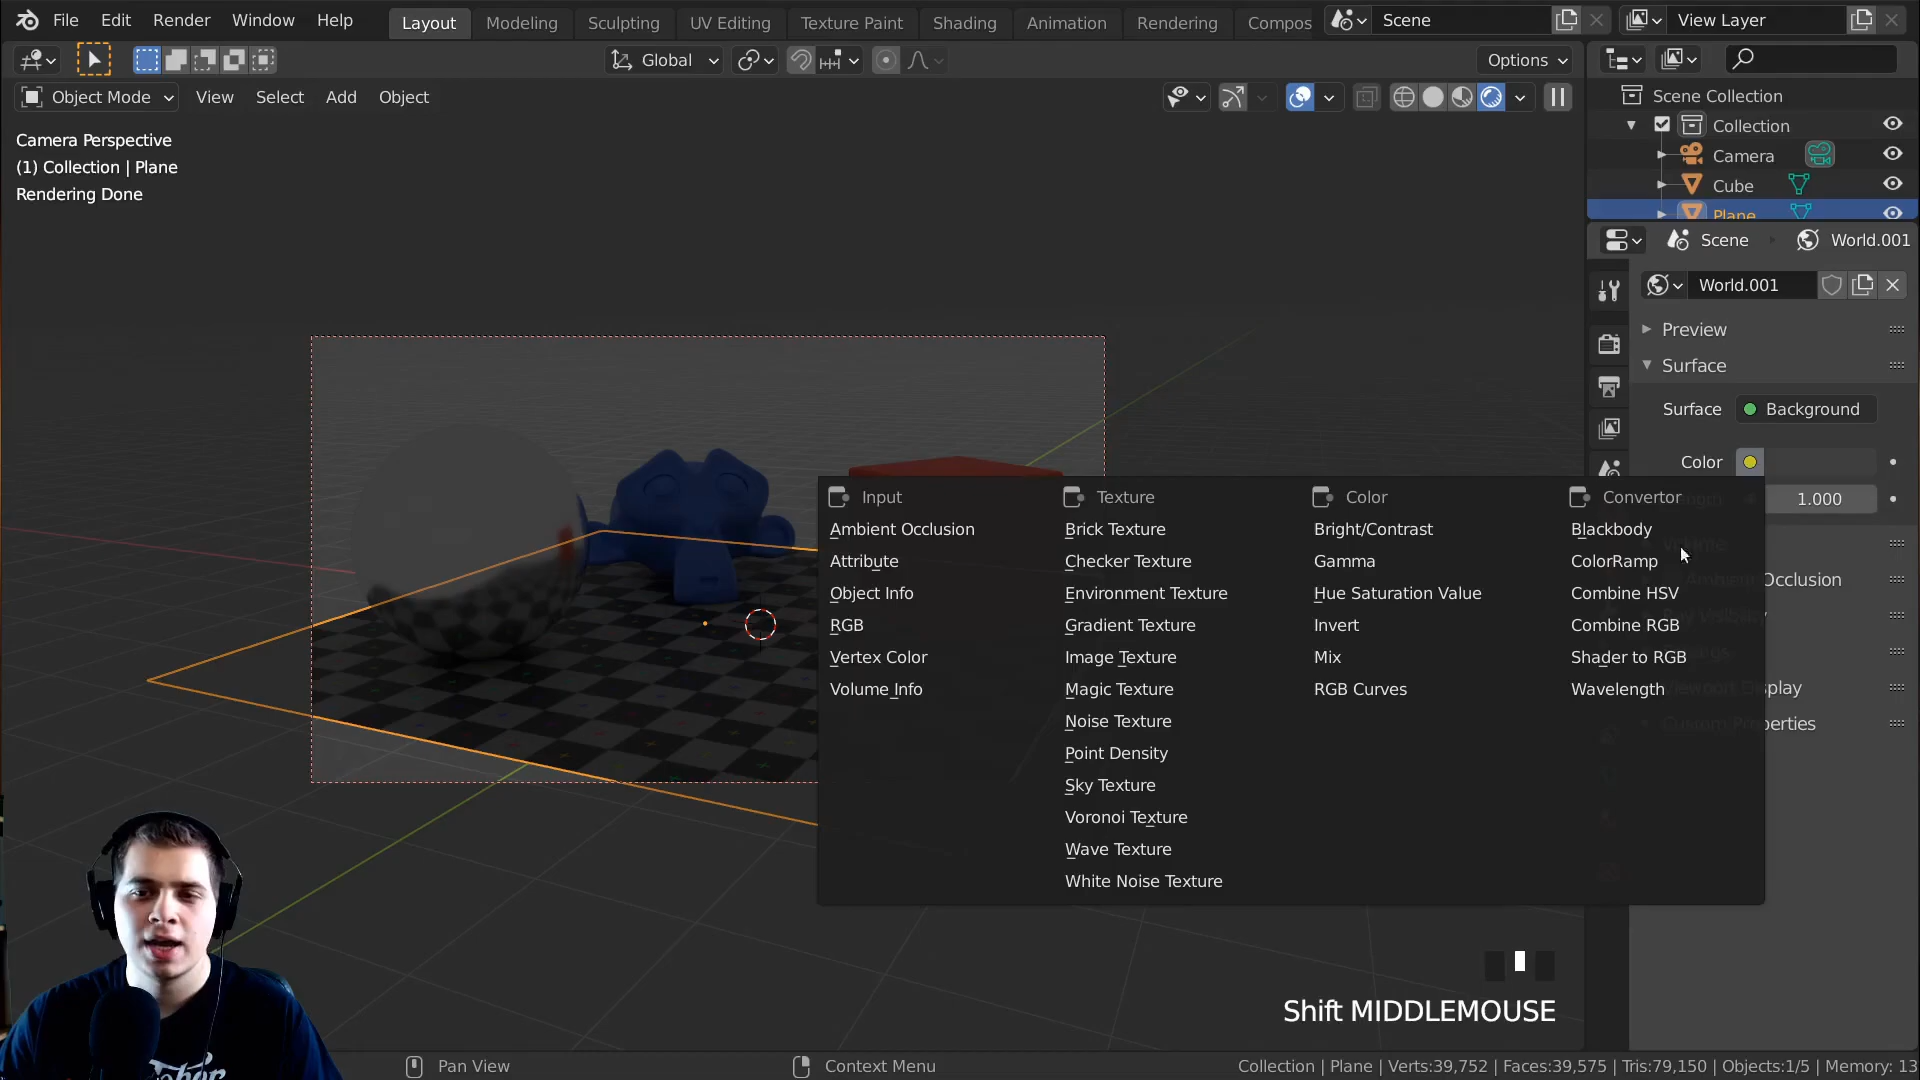 File Edit Render Window Help
Layout Modeling Sculpting UV Editing Texture Paint Shading Animation Rendering Compos
Scene View Layer
Global Options
Object Mode View Select Add Object
Camera Perspective
(1) Collection | Plane
Rendering Done
Scene Collection
Collection
Camera
Cube
Plane
Scene World.001
World.001
Preview
Surface
Surface Background
Color
1.000
Occlusion
Viewport Display
Custom Properties
Input
Ambient Occlusion
Attribute
Object Info
RGB
Vertex Color
Volume Info
Texture
Brick Texture
Checker Texture
Environment Texture
Gradient Texture
Image Texture
Magic Texture
Noise Texture
Point Density
Sky Texture
Voronoi Texture
Wave Texture
White Noise Texture
Color
Bright/Contrast
Gamma
Hue Saturation Value
Invert
Mix
RGB Curves
Convertor
Blackbody
ColorRamp
Combine HSV
Combine RGB
Shader to RGB
Wavelength
Shift MIDDLEMOUSE
Pan View
Context Menu
Collection | Plane | Verts:39,752 | Faces:39,575 | Tris:79,150 | Objects:1/5 | Memory: 13